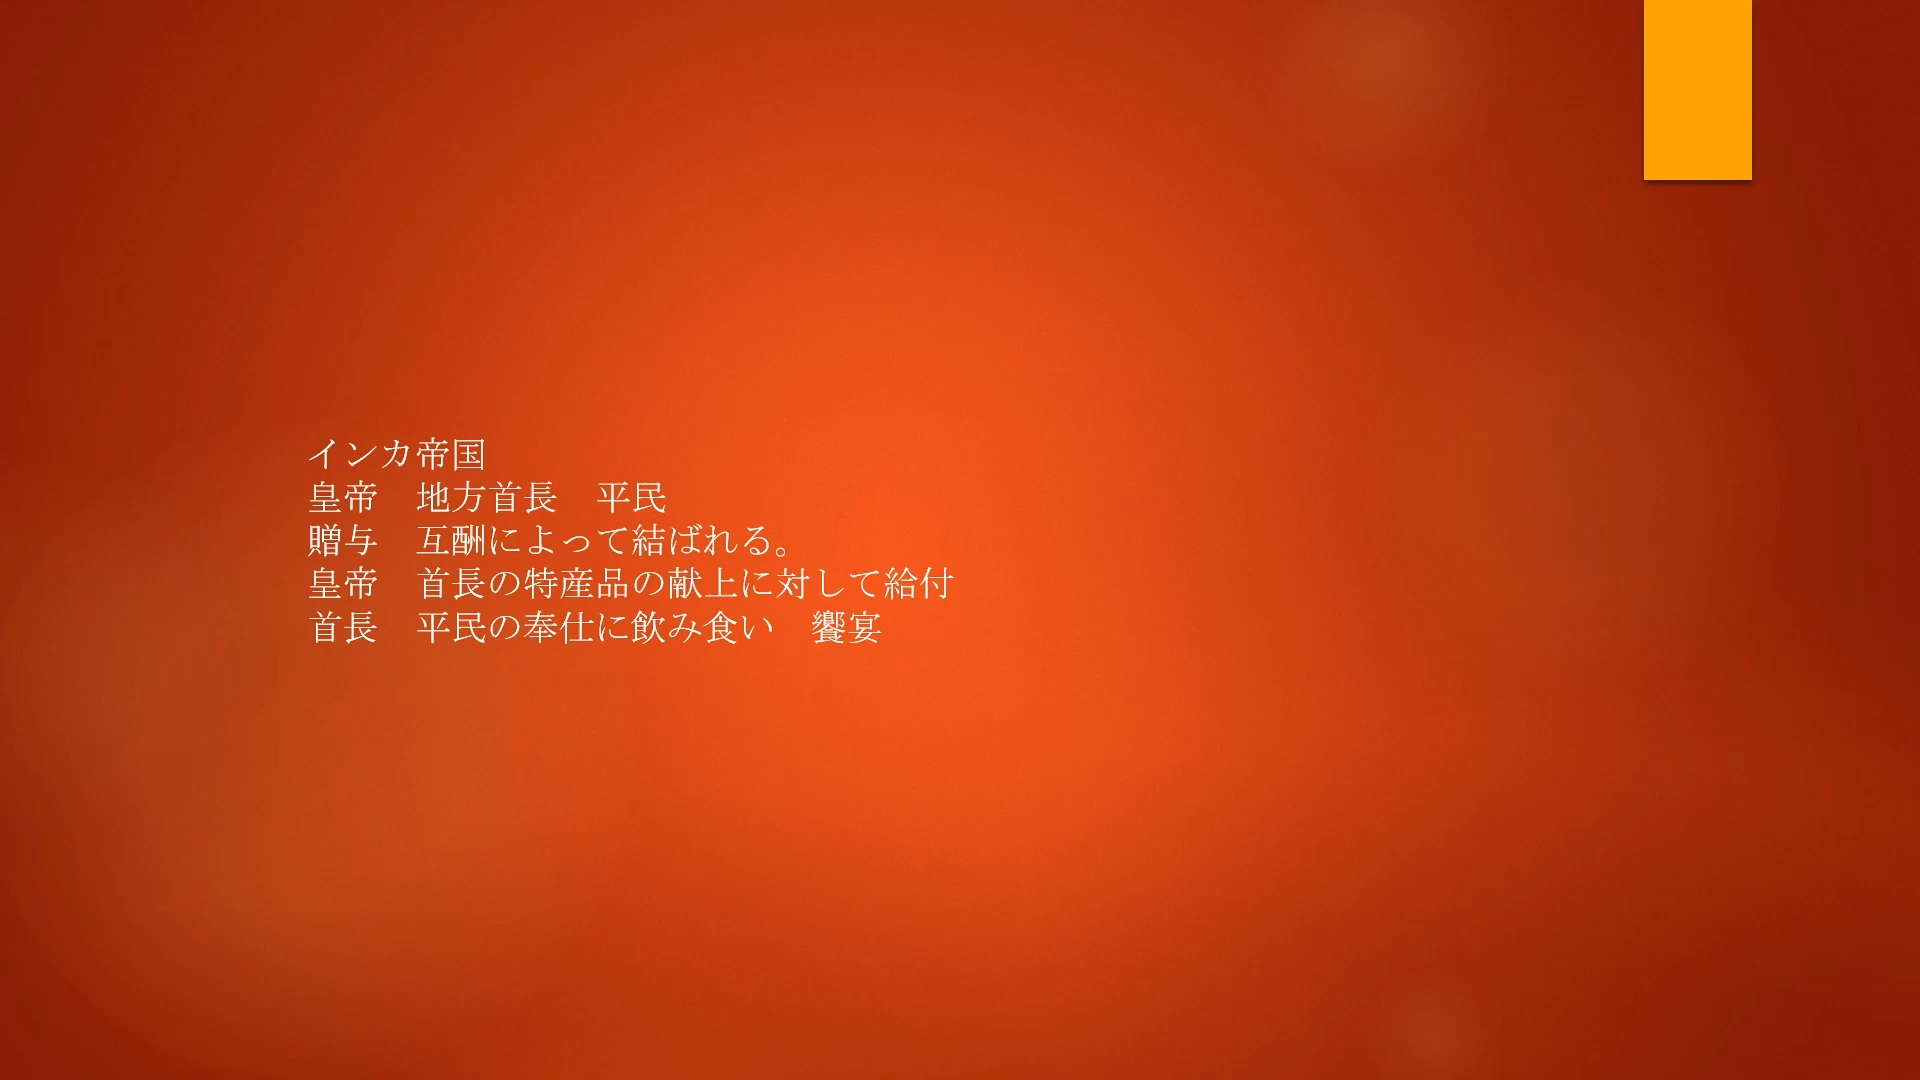 インカ帝国
皇帝　地方首長　平民
贈与　互酬によって結ばれる。
皇帝　首長の特産品の献上に対して給付
首長　平民の奉仕に飲み食い　饗宴